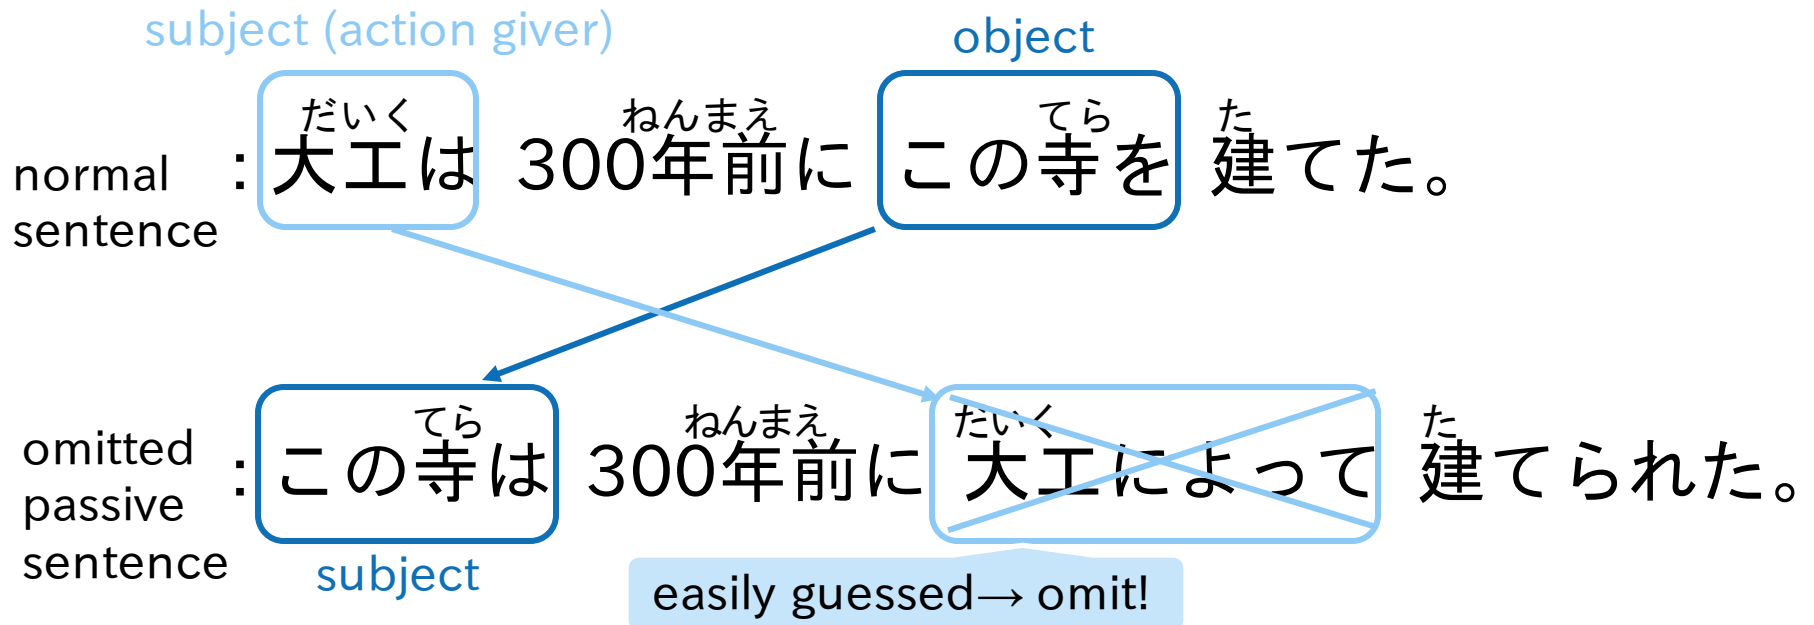 subject (action giver)
object
だいく ねんまえ てら た
normal sentence : 大工は 300年前に この寺を 建てた。
てら ねんまえ だいく た
omitted passive sentence : この寺は 300年前に 大工によって 建てられた。
subject
easily guessed→ omit!